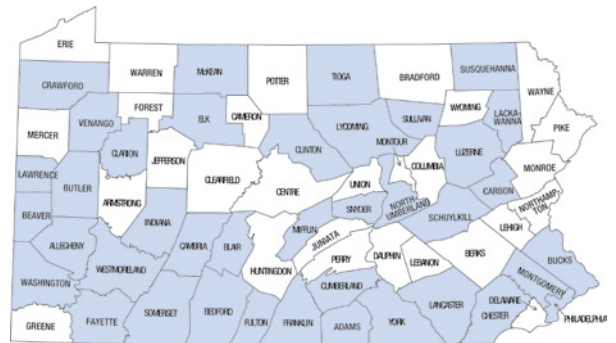 ERIE
WARREN
McKEAN
POTTER
TIOGA
BRADFORD
SUSQUEHANNA
WAYNE
CRAWFORD
FOREST
CAMERON
ELK
WYOMING
LACKA-
WANNA
PIKE
MERCER
VENANGO
LYCOMING
SULLIVAN
CLARION
JEFFERSON
CLINTON
MONTOUR
COLUMBIA
LUZERNE
MONROE
LAWRENCE
BUTLER
CLEARFIELD
CENTRE
UNION
NORTH-
UMBERLAND
CARBON
NORTHAMP
TON
ARMSTRONG
SNYDER
SCHUYLKILL
LEHIGH
BEAVER
INDIANA
MIFFLIN
JUNIATA
ALLEGHENY
CAMBRIA
BLAIR
PERRY
DAUPHIN
LEBANON
BERKS
BUCKS
WESTMORELAND
HUNTINGDON
WASHINGTON
CUMBERLAND
MONTGOMERY
SOMERSET
BEDFORD
LANCASTER
DELAWARE
CHESTER
PHILADELPHIA
GREENE
FAYETTE
FULTON
FRANKLIN
ADAMS
YORK